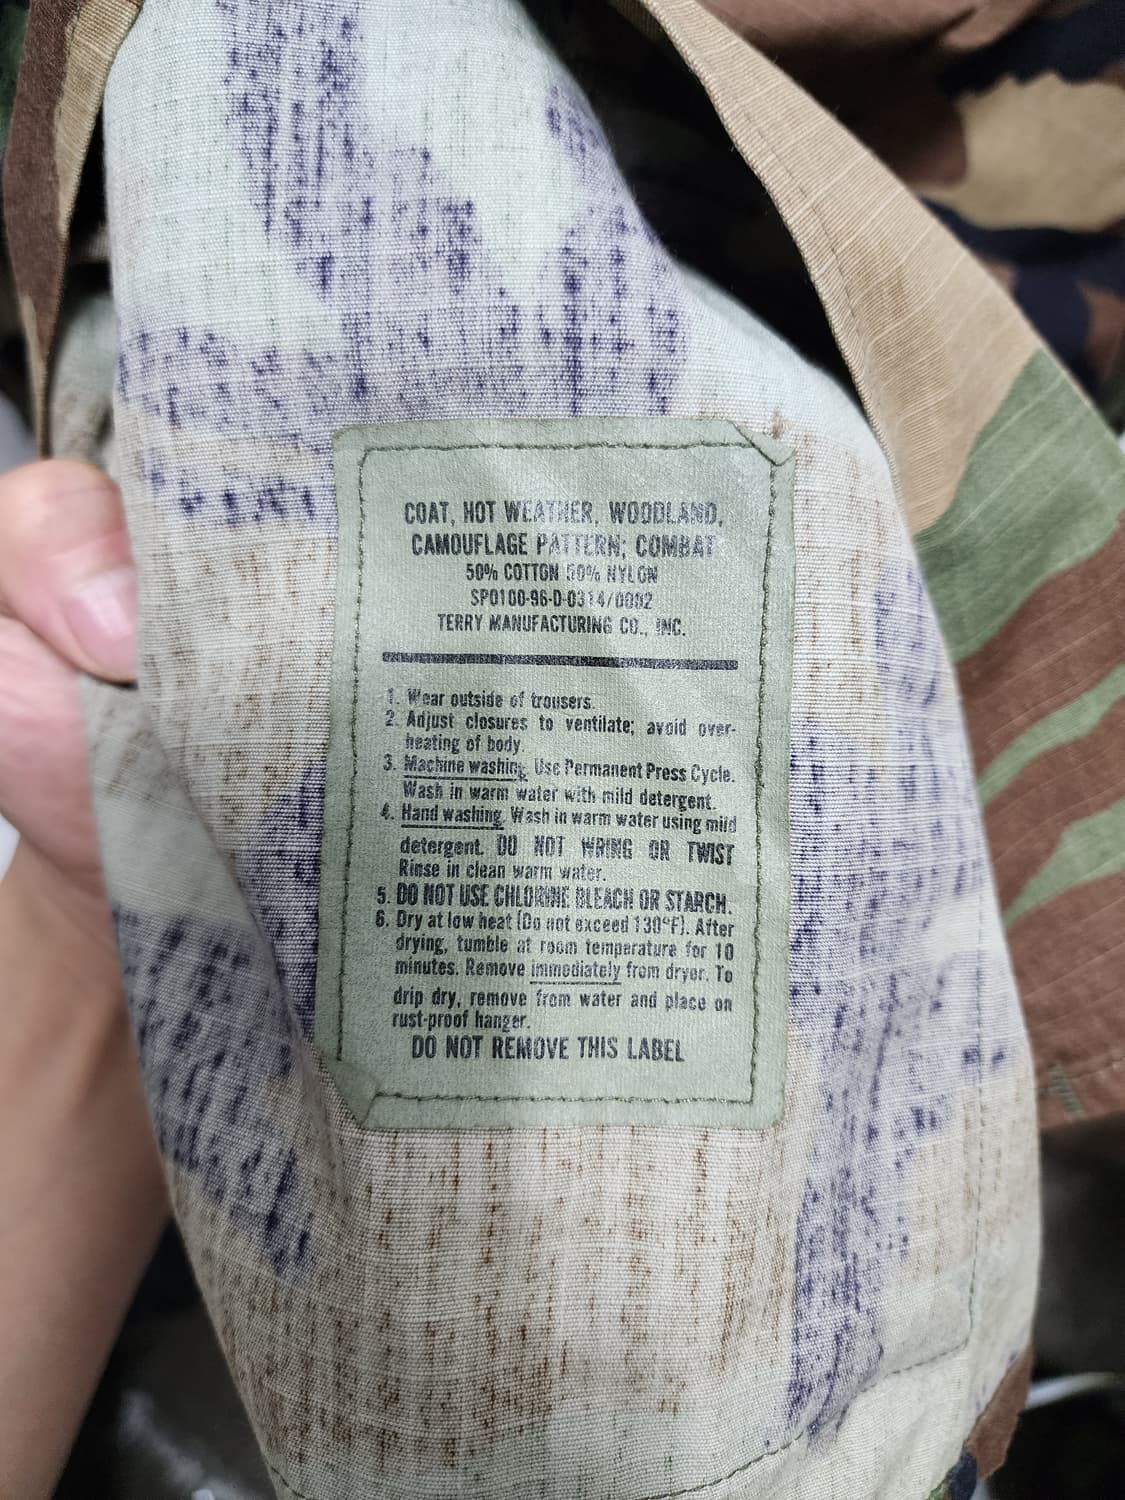 COAT, HOT WEATHER, WOODLAND,
CAMOUFLAGE PATTERN; COMBAT
50% COTTON 50% NYLON
SPO100-96-D-0314/0002
TERRY MANUFACTURING CO., INC.
1. Wear outside of trousers.
2. Adjust closures to ventilate; avoid over-
heating of body.
3. Machine washing. Use Permanent Press Cycle.
Wash in warm water with mild detergent.
4. Hand washing. Wash in warm water using mild
detergent. DO NOT WRING OR TWIST
Rinse in clean warm water.
5. DO NOT USE CHLORINE BLEACH OR STARCH.
6. Dry at low heat (Do not exceed 130°F). After
drying, tumble at room temperature for 10
minutes. Remove immediately from dryer. To
drip dry, remove from water and place on
rust-proof hanger.
DO NOT REMOVE THIS LABEL